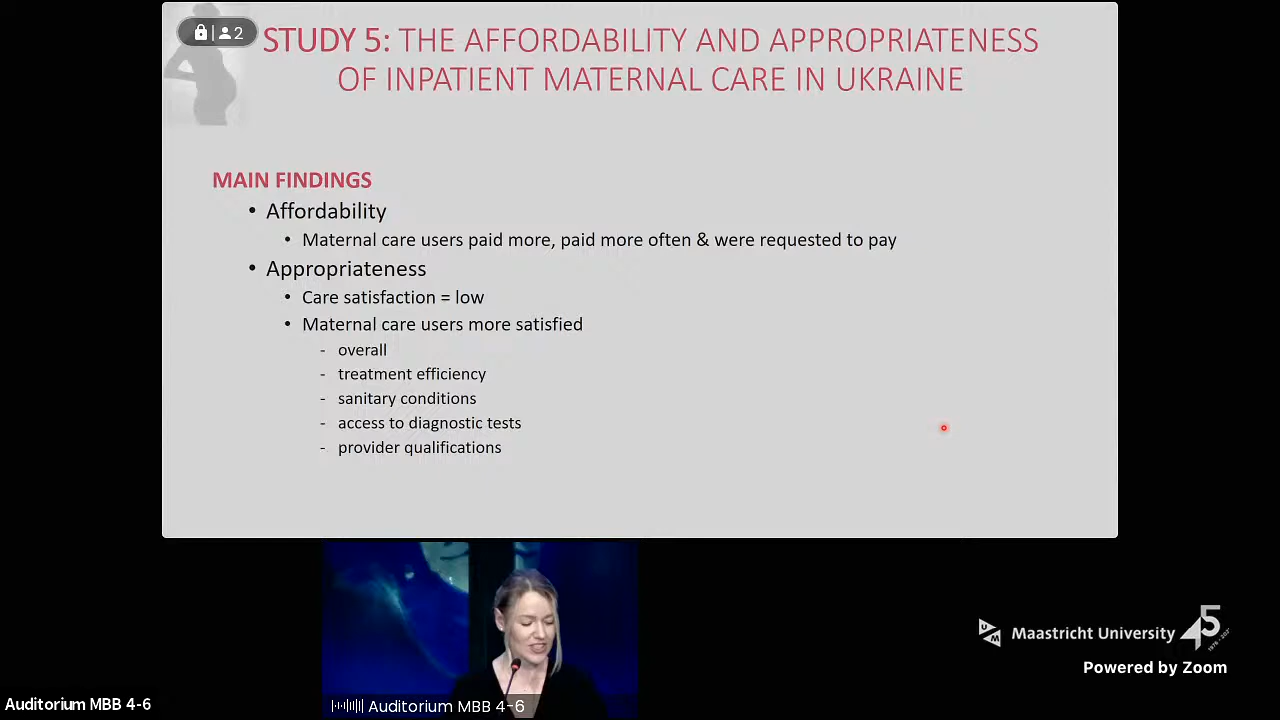 2
STUDY 5: THE AFFORDABILITY AND APPROPRIATENESS
OF INPATIENT MATERNAL CARE IN UKRAINE
MAIN FINDINGS
• Affordability
• Maternal care users paid more, paid more often & were requested to pay
• Appropriateness
• Care satisfaction = low
• Maternal care users more satisfied
- overall
- treatment efficiency
- sanitary conditions
- access to diagnostic tests
- provider qualifications
Maastricht University 45
Powered by Zoom
Auditorium MBB 4-6
Auditorium MBB 4-6